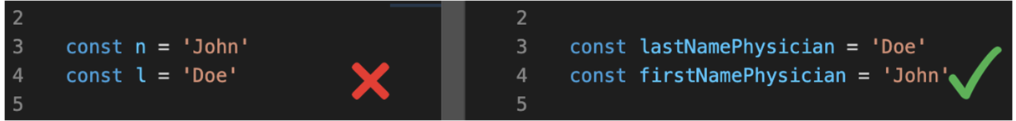 2
3 const n = 'John'
4 const l = 'Doe'
5
2
3 const lastNamePhysician = 'Doe'
4 const firstNamePhysician = 'John'
5